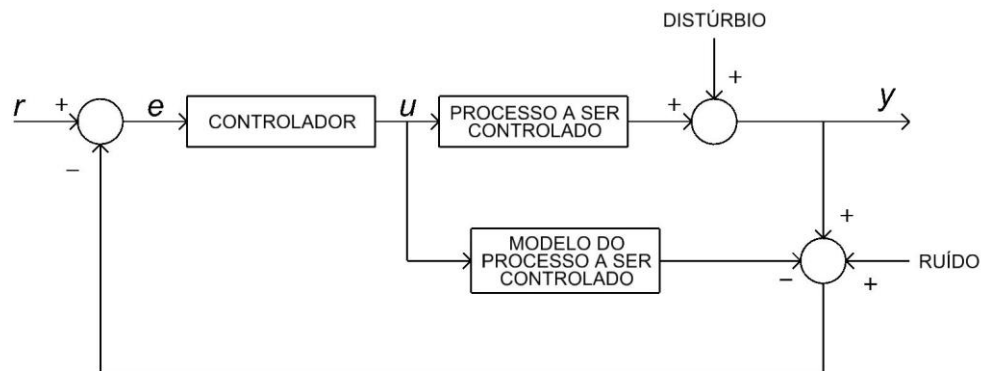 DISTÚRBIO
+
r
+
e
CONTROLADOR
u
PROCESSO A SER
CONTROLADO
+
y
−
+
MODELO DO
PROCESSO A SER
CONTROLADO
−
+
RUÍDO